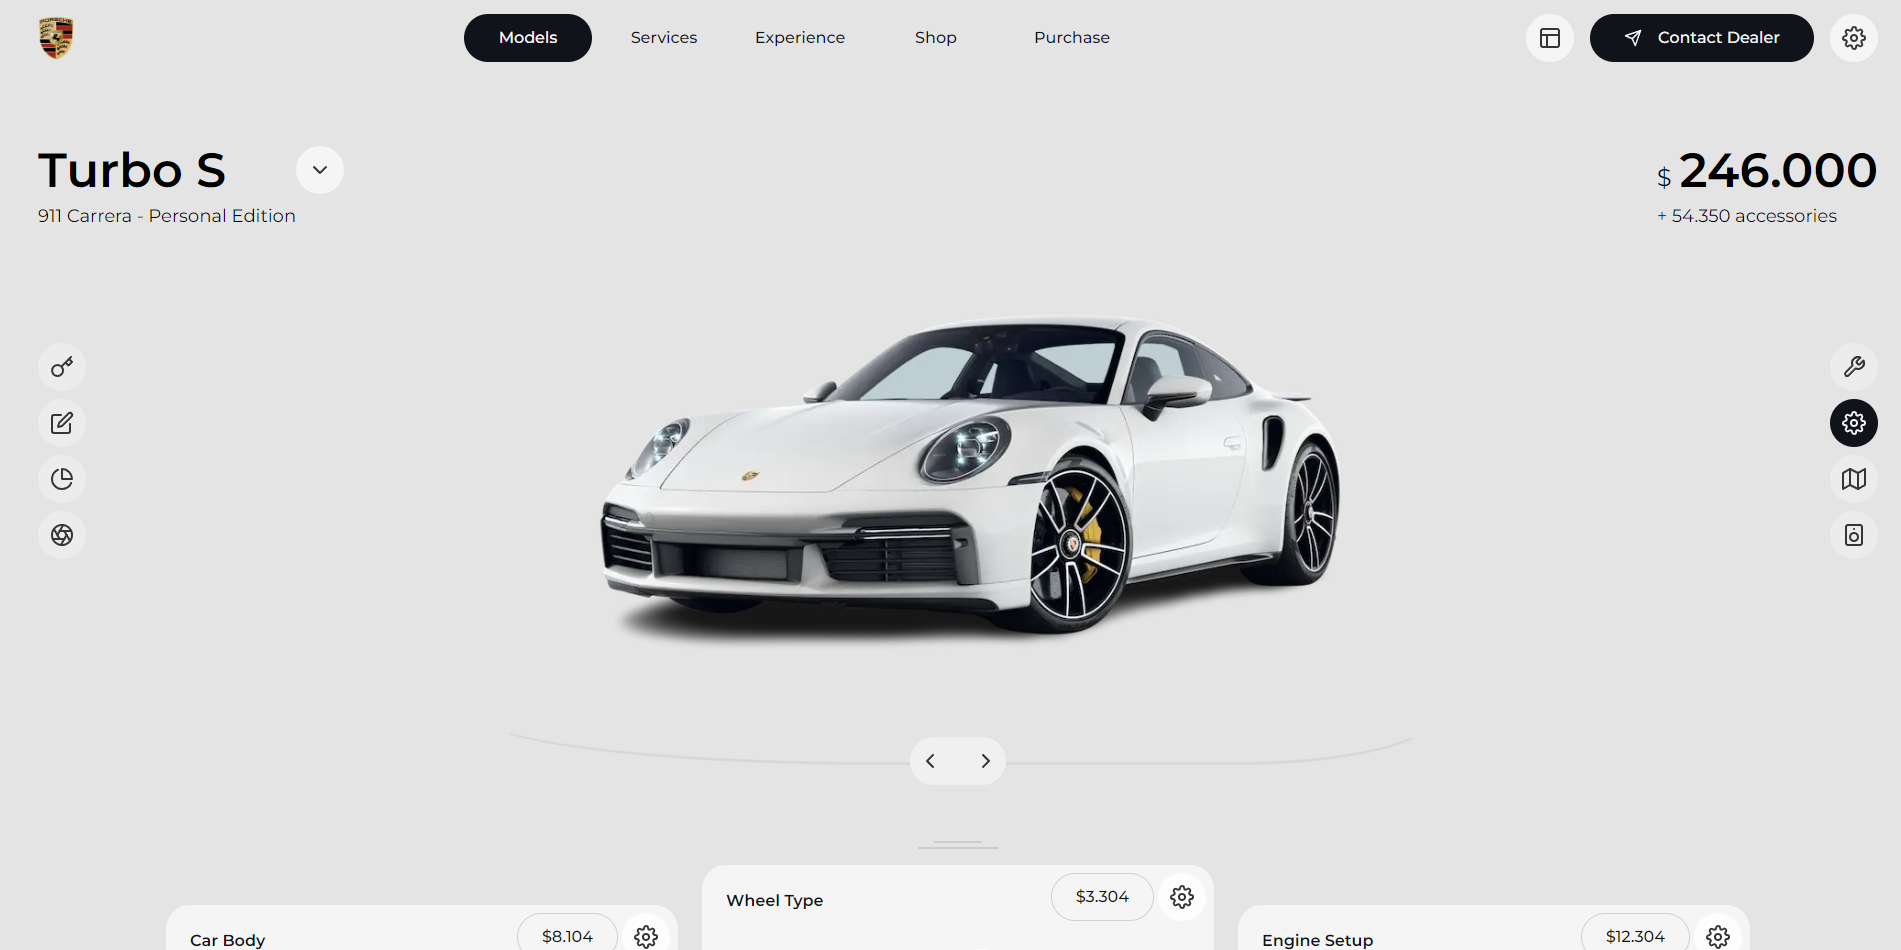 PORSCHE
Models
Services
Experience
Shop
Purchase
Contact Dealer
Turbo S
911 Carrera - Personal Edition
$ 246.000
+ 54.350 accessories
Wheel Type
$3.304
Car Body
$8.104
Engine Setup
$12.304